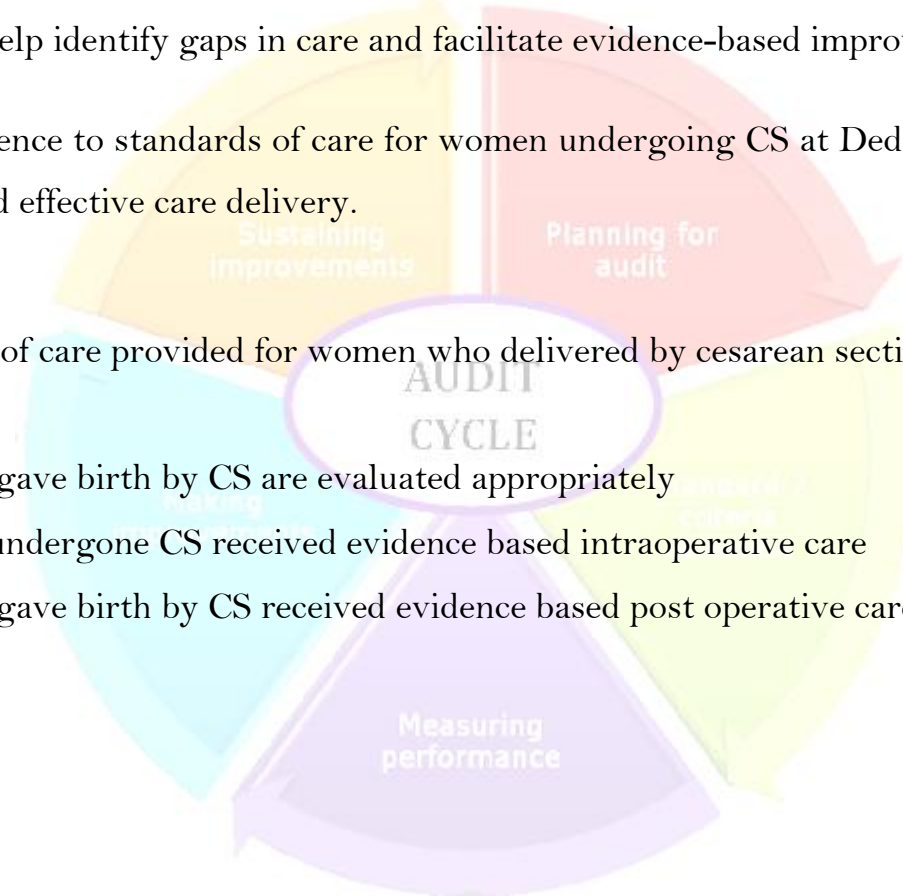 elp identify gaps in care and facilitate evidence-based impro
ence to standards of care for women undergoing CS at Ded
d effective care delivery.
Sustaining
improvements
Planning for
audit
of care provided for women who delivered by cesarean secti
AUDIT
CYCLE
gave birth by CS are evaluated appropriately
Making
undergone CS received evidence based intraoperative care
gave birth by CS received evidence based post operative car
Measuring
performance